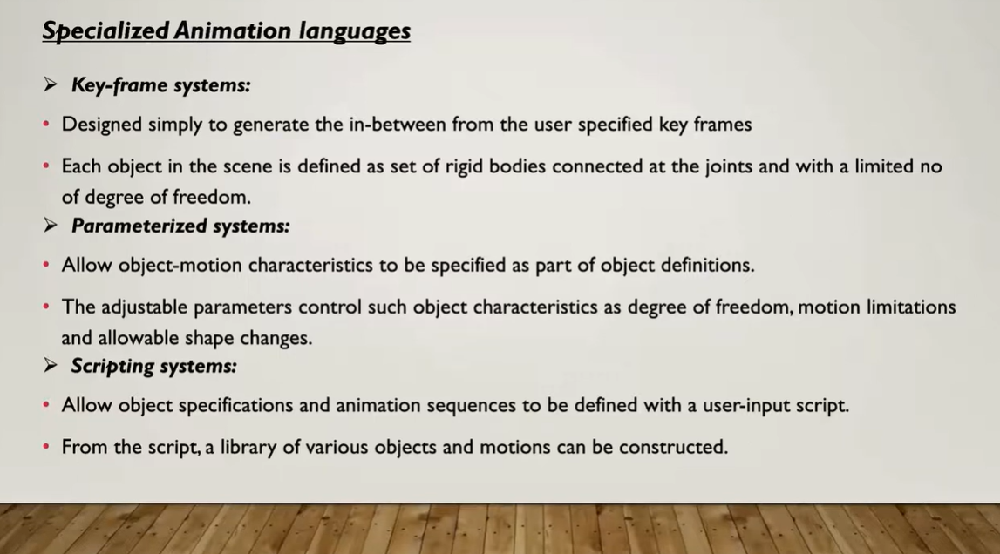 Specialized Animation languages
➢ Key-frame systems:
• Designed simply to generate the in-between from the user specified key frames
• Each object in the scene is defined as set of rigid bodies connected at the joints and with a limited no
of degree of freedom.
➢ Parameterized systems:
• Allow object-motion characteristics to be specified as part of object definitions.
• The adjustable parameters control such object characteristics as degree of freedom, motion limitations
and allowable shape changes.
➢ Scripting systems:
• Allow object specifications and animation sequences to be defined with a user-input script.
• From the script, a library of various objects and motions can be constructed.